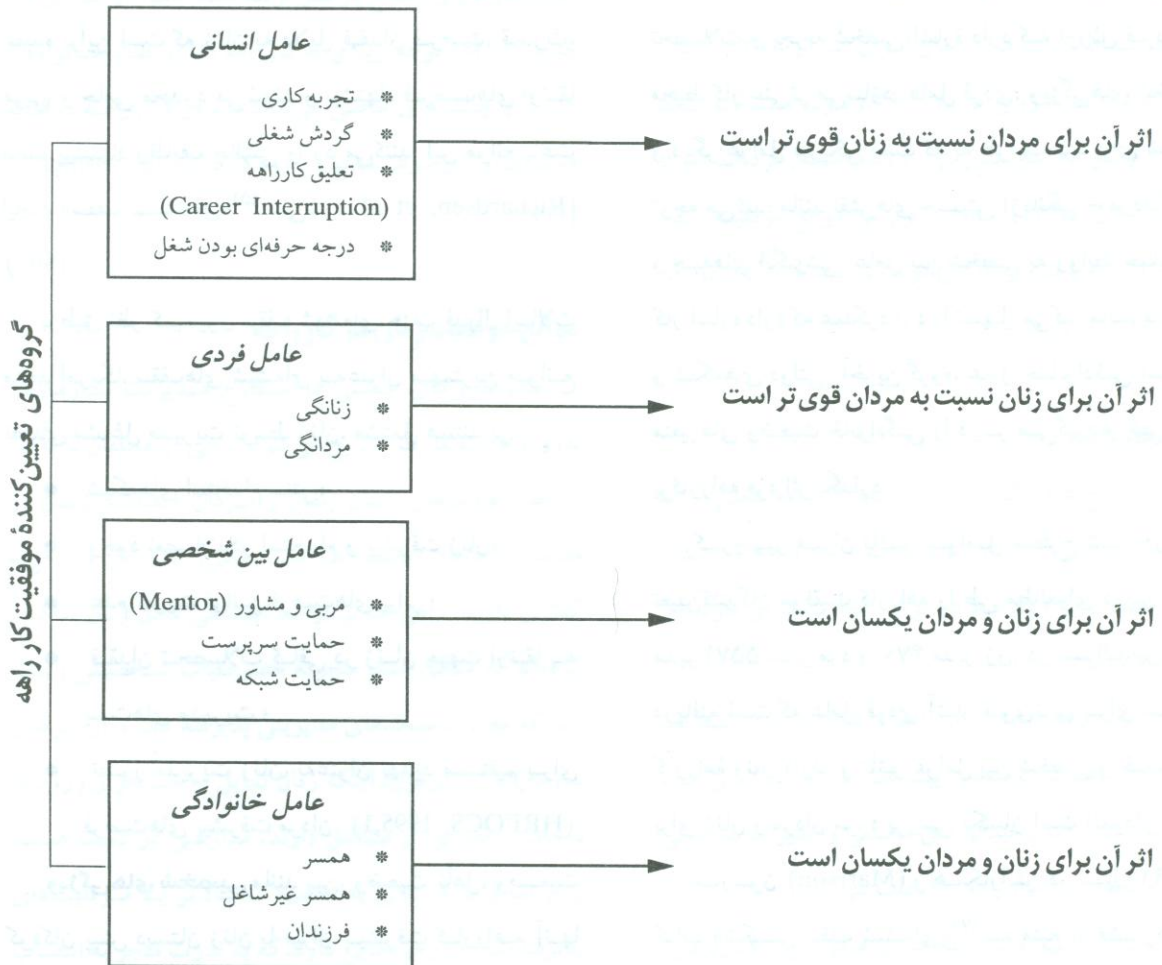 گروه‌های تعیین‌کنندهٔ موفقیت کار راهه
عامل انسانی
* تجربه کاری
* گردش شغلی
* تعلیق کارراهه
(Career Interruption)
* درجه حرفه‌ای بودن شغل
اثر آن برای مردان نسبت به زنان قوی تر است
عامل فردی
* زنانگی
* مردانگی
اثر آن برای زنان نسبت به مردان قوی تر است
عامل بین شخصی
* مربی و مشاور (Mentor)
* حمایت سرپرست
* حمایت شبکه
اثر آن برای زنان و مردان یکسان است
عامل خانوادگی
* همسر
* همسر غیرشاغل
* فرزندان
اثر آن برای زنان و مردان یکسان است